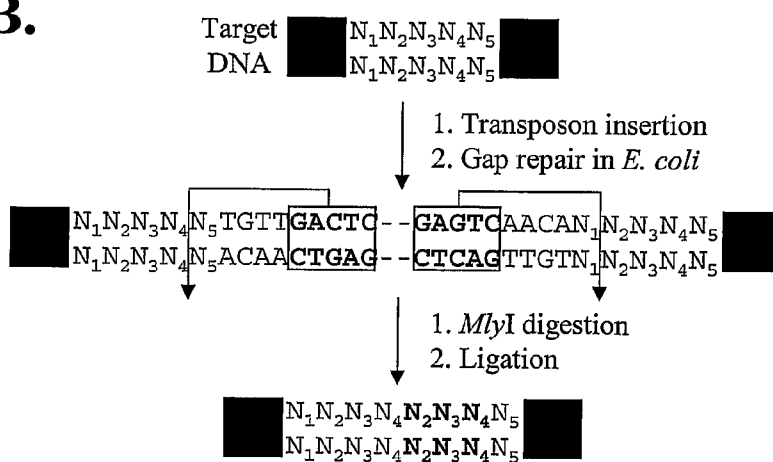 B.
Target DNA
N₁N₂N₃N₄N₅
N₁N₂N₃N₄N₅
1. Transposon insertion
2. Gap repair in E. coli
N₁N₂N₃N₄N₅TGTTGACTC--GAGTCAACAN₁N₂N₃N₄N₅
N₁N₂N₃N₄N₅ACAACTGAG--CTCAGTTGTN₁N₂N₃N₄N₅
1. MlyI digestion
2. Ligation
N₁N₂N₃N₄N₂N₃N₄N₅
N₁N₂N₃N₄N₂N₃N₄N₅